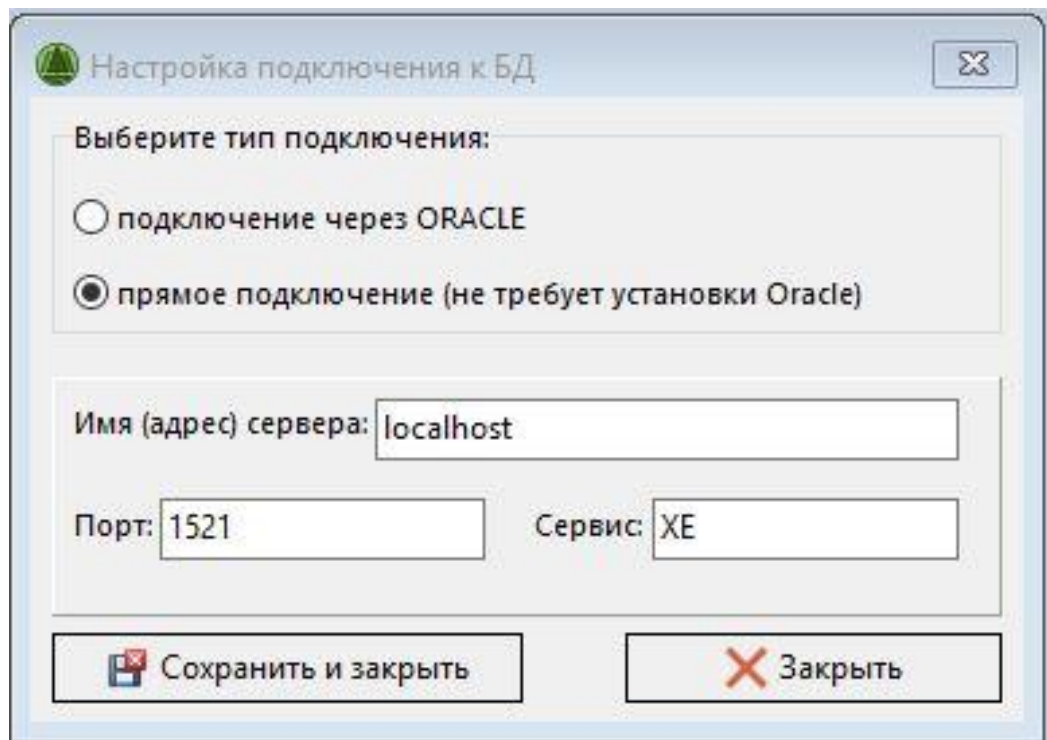 Настройка подключения к БД
Выберите тип подключения:
подключение через ORACLE
прямое подключение (не требует установки Oracle)
Имя (адрес) сервера: localhost
Порт: 1521 Сервис: XE
Сохранить и закрыть Закрыть